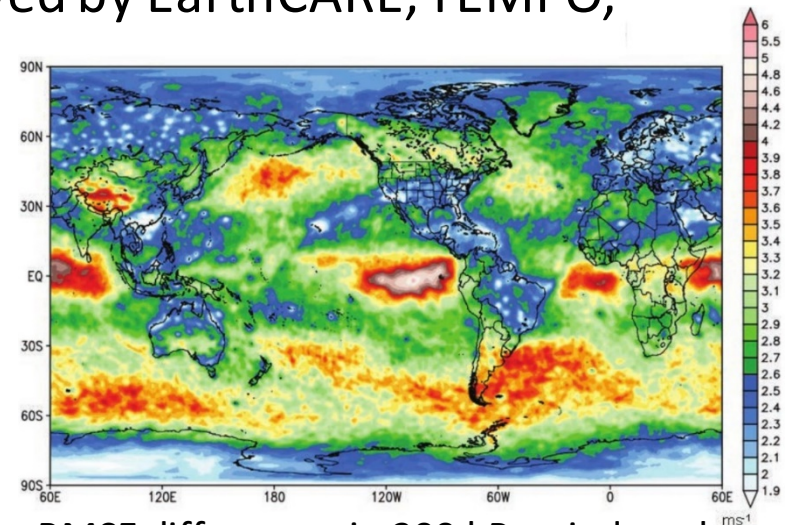 by EarthCARE, TEMPO,
90N
60N
30N
EQ
30S
60S
90S
60E 120E 180 120W 60W 0 60E
6
5.5
5
4.8
4.6
4.4
4.2
4
3.9
3.8
3.7
3.6
3.5
3.4
3.3
3.2
3.1
3
2.9
2.8
2.7
2.6
2.5
2.4
2.3
2.2
2.1
2
1.9
ms⁻¹